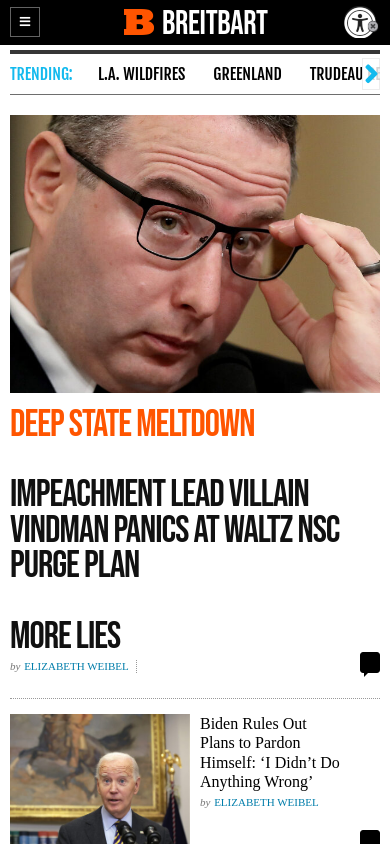 B BREITBART
TRENDING: L.A. WILDFIRES GREENLAND TRUDEAU
DEEP STATE MELTDOWN
IMPEACHMENT LEAD VILLAIN
VINDMAN PANICS AT WALTZ NSC
PURGE PLAN
MORE LIES
by ELIZABETH WEIBEL
Biden Rules Out
Plans to Pardon
Himself: ‘I Didn’t Do
Anything Wrong’
by ELIZABETH WEIBEL